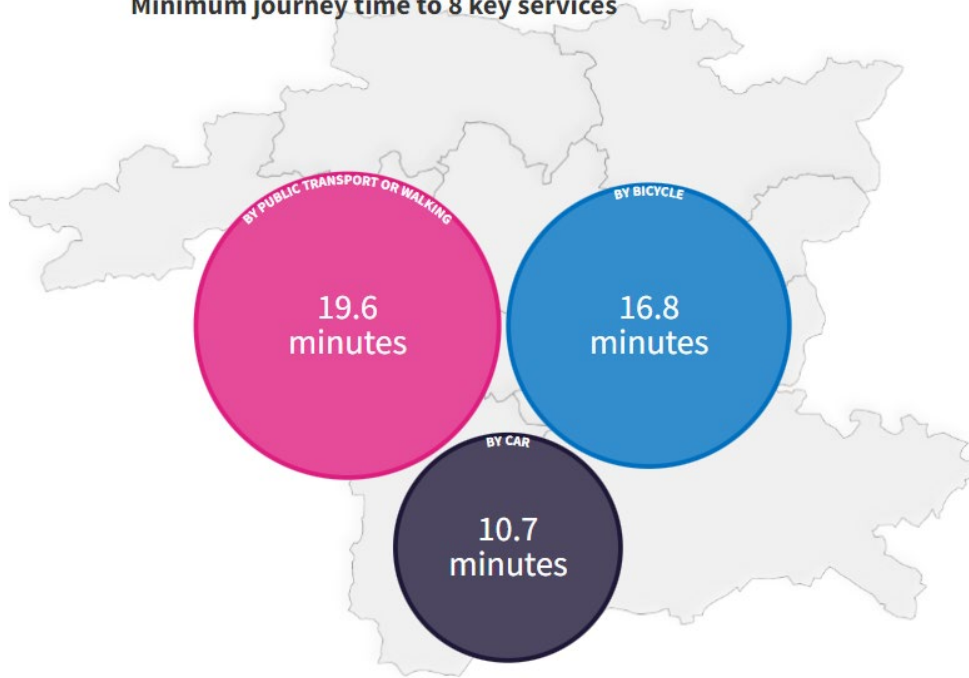 Minimum journey time to 8 key services
BY PUBLIC TRANSPORT OR WALKING
19.6
minutes
BY BICYCLE
16.8
minutes
BY CAR
10.7
minutes